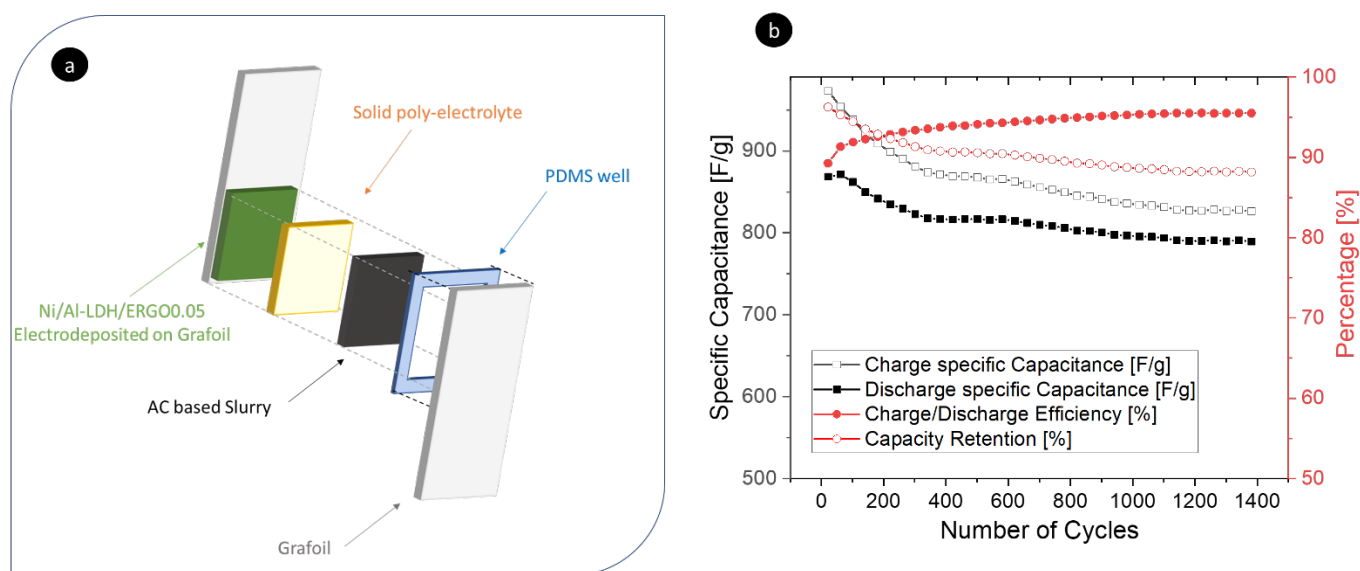 a
Solid poly-electrolyte
PDMS well
Ni/Al-LDH/ERGO0.05
Electrodeposited on Grafoil
AC based Slurry
Grafoil
b
Specific Capacitance [F/g]
900
800
700
600
500
Charge specific Capacitance [F/g]
Discharge specific Capacitance [F/g]
Charge/Discharge Efficiency [%]
Capacity Retention [%]
0 200 400 600 800 1000 1200 1400
Number of Cycles
100
90
80
70
60
50
Percentage [%]